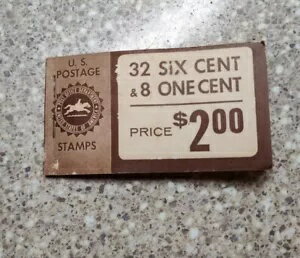 U. S.
POSTAGE
STAMPS
32 SIX CENT
& 8 ONE CENT
PRICE $2.00